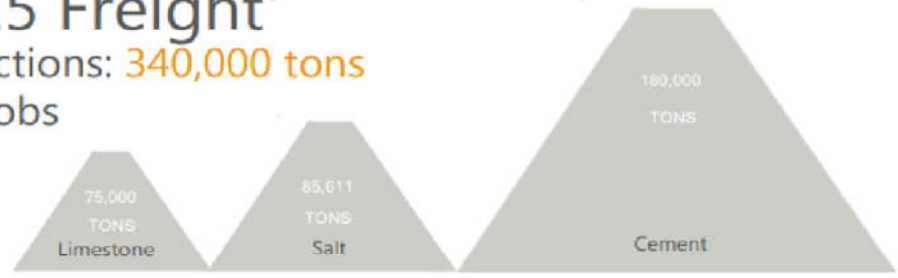 5 Freight
ctions: 340,000 tons
obs
75,000
TONS
Limestone
85,611
TONS
Salt
180,000
TONS
Cement